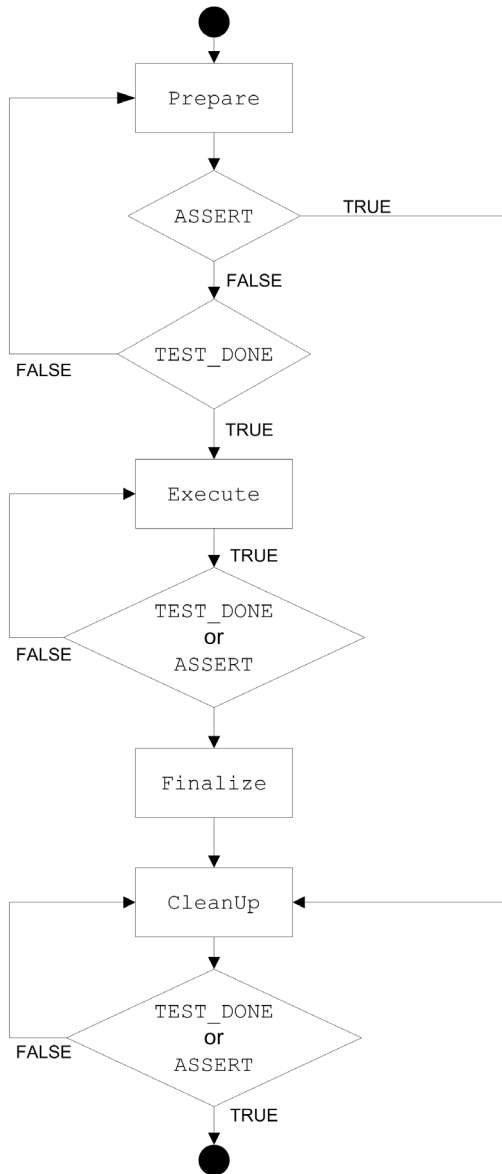 Prepare
ASSERT
TRUE
FALSE
TEST_DONE
FALSE
TRUE
Execute
TRUE
TEST_DONE
or
ASSERT
FALSE
Finalize
CleanUp
TEST_DONE
or
ASSERT
FALSE
TRUE